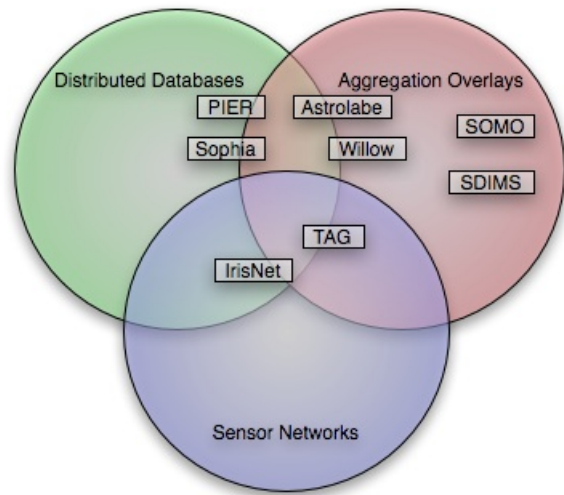 Distributed Databases
Aggregation Overlays
PIER
Astrolabe
SOMO
Sophia
Willow
SDIMS
TAG
IrisNet
Sensor Networks